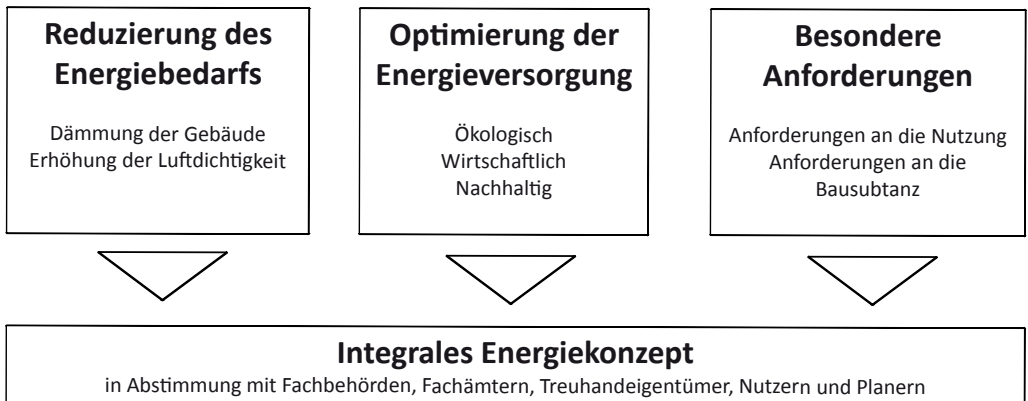 Reduzierung des
Energiebedarfs
Dämmung der Gebäude
Erhöhung der Luftdichtigkeit
Optimierung der
Energieversorgung
Ökologisch
Wirtschaftlich
Nachhaltig
Besondere
Anforderungen
Anforderungen an die Nutzung
Anforderungen an die
Bausubtanz
Integrales Energiekonzept
in Abstimmung mit Fachbehörden, Fachämtern, Treuhandeigentümer, Nutzern und Planern